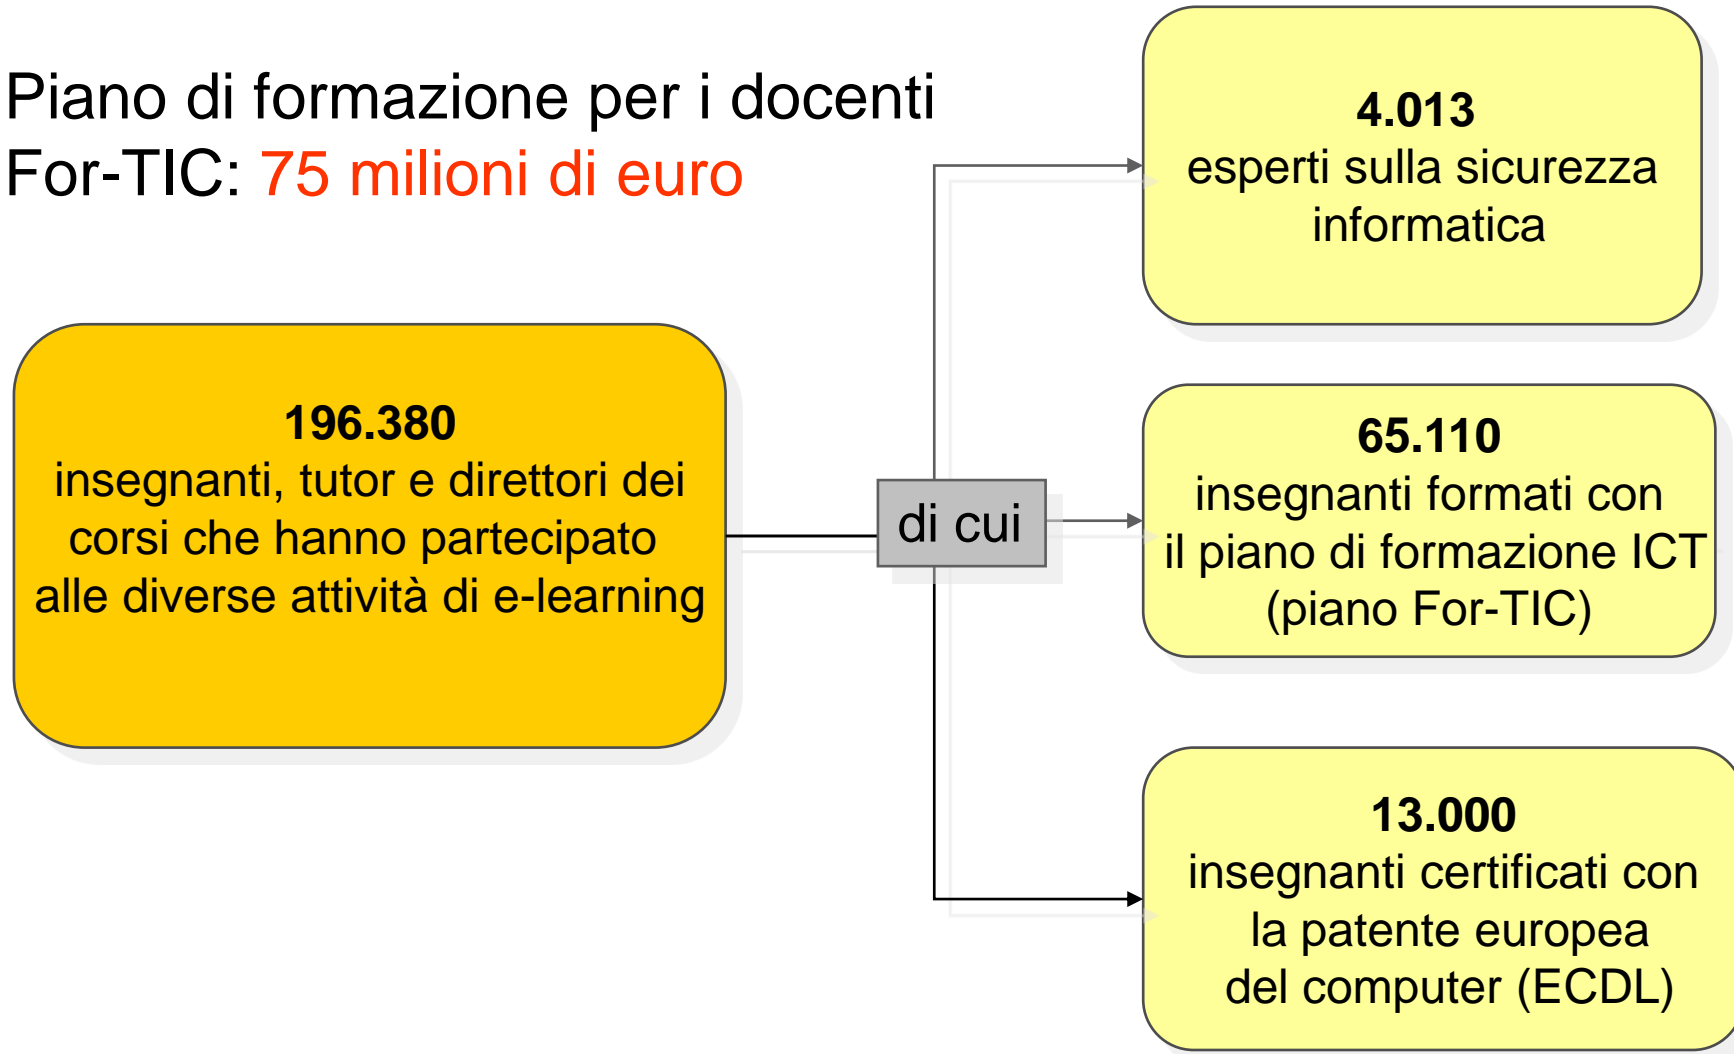 Piano di formazione per i docenti
For-TIC: 75 milioni di euro
196.380
insegnanti, tutor e direttori dei
corsi che hanno partecipato
alle diverse attività di e-learning
di cui
4.013
esperti sulla sicurezza
informatica
65.110
insegnanti formati con
il piano di formazione ICT
(piano For-TIC)
13.000
insegnanti certificati con
la patente europea
del computer (ECDL)